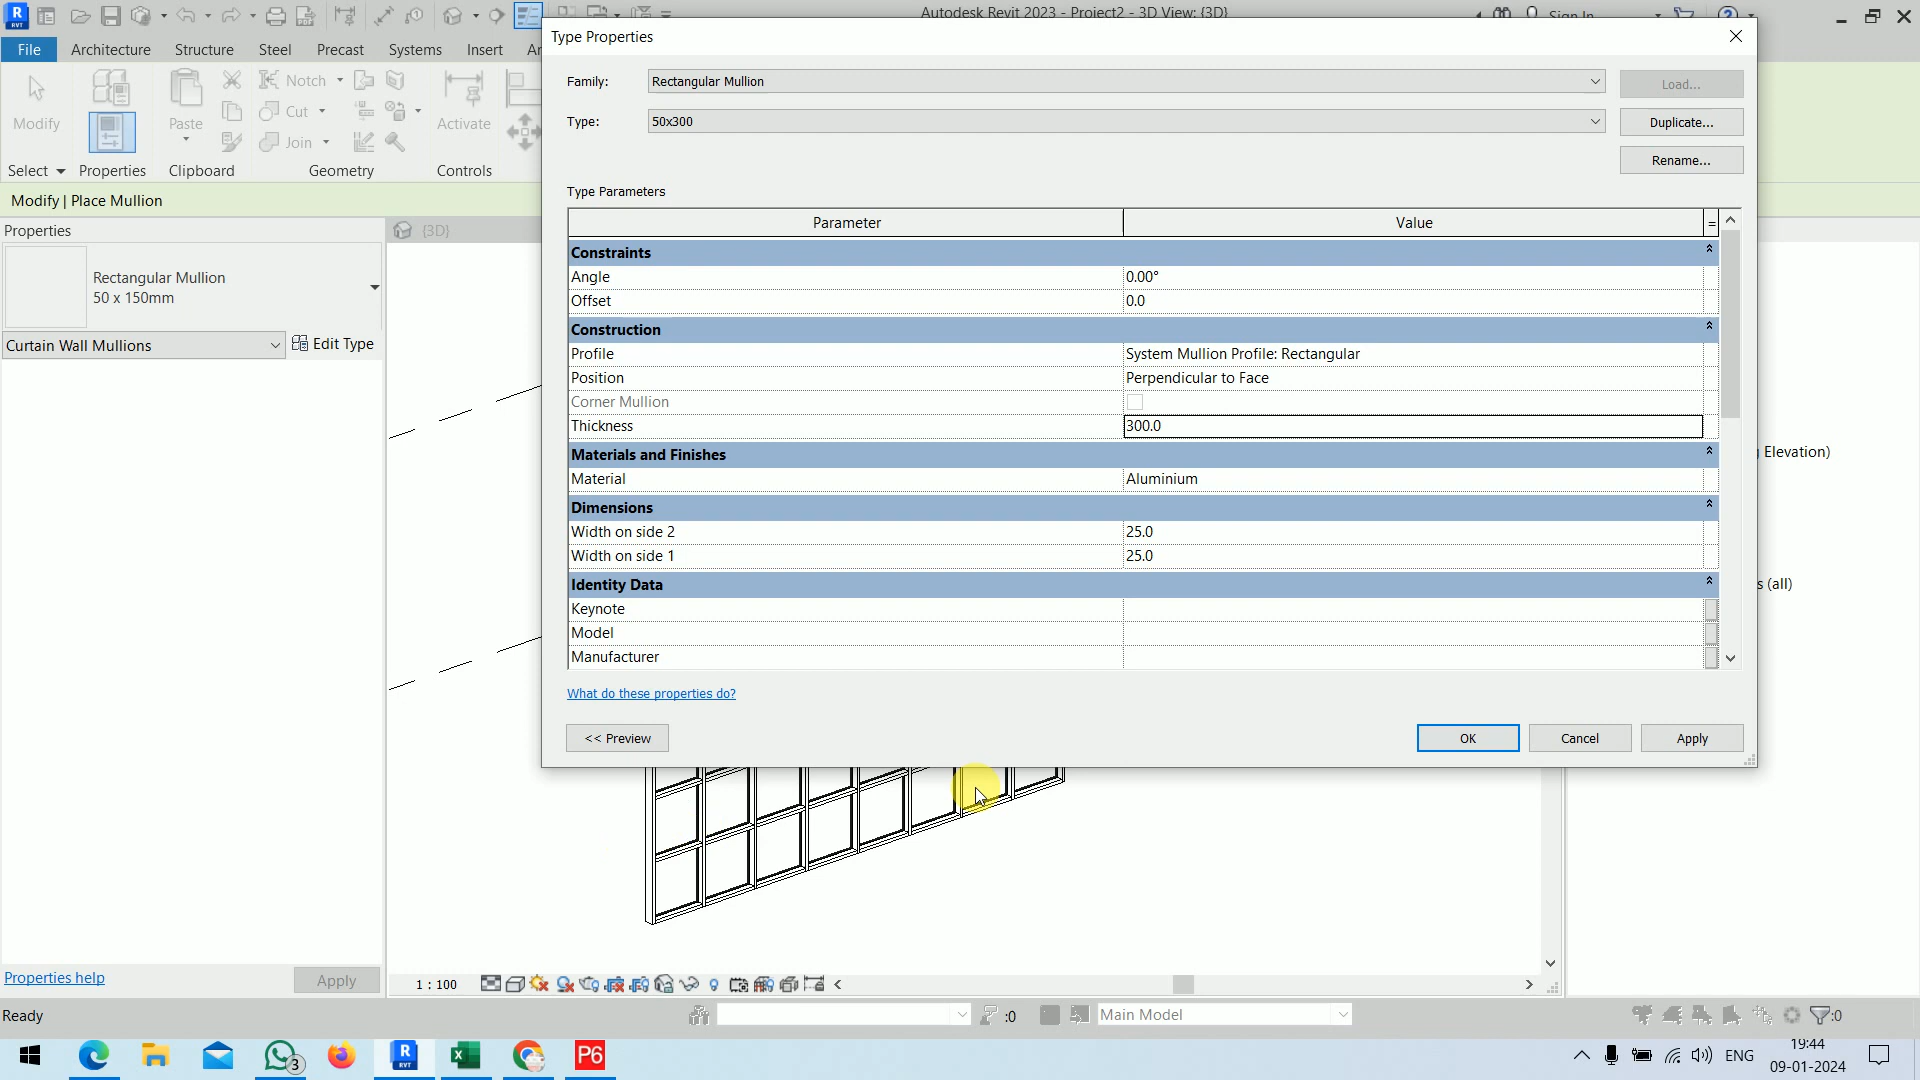 Autodesk Revit 2023 - Project2 - 3D View: {3D}
Sign In
File Architecture Structure Steel Precast Systems Insert
Modify Paste Notch Cut Join Activate
Select Properties Clipboard Geometry Controls
Modify | Place Mullion
Properties
Rectangular Mullion
50 x 150mm
Curtain Wall Mullions Edit Type
{3D}
Type Properties
Family: Rectangular Mullion Load...
Type: 50x300 Duplicate...
Rename...
Type Parameters
Parameter Value =
Constraints
Angle 0.00°
Offset 0.0
Construction
Profile System Mullion Profile: Rectangular
Position Perpendicular to Face
Corner Mullion
Thickness 300.0
Materials and Finishes
Material Aluminium
Dimensions
Width on side 2 25.0
Width on side 1 25.0
Identity Data
Keynote
Model
Manufacturer
What do these properties do?
<< Preview OK Cancel Apply
Elevation)
s (all)
Properties help Apply
1 : 100
Ready :0 Main Model :0
3 RVT P6 ENG 19:44
09-01-2024